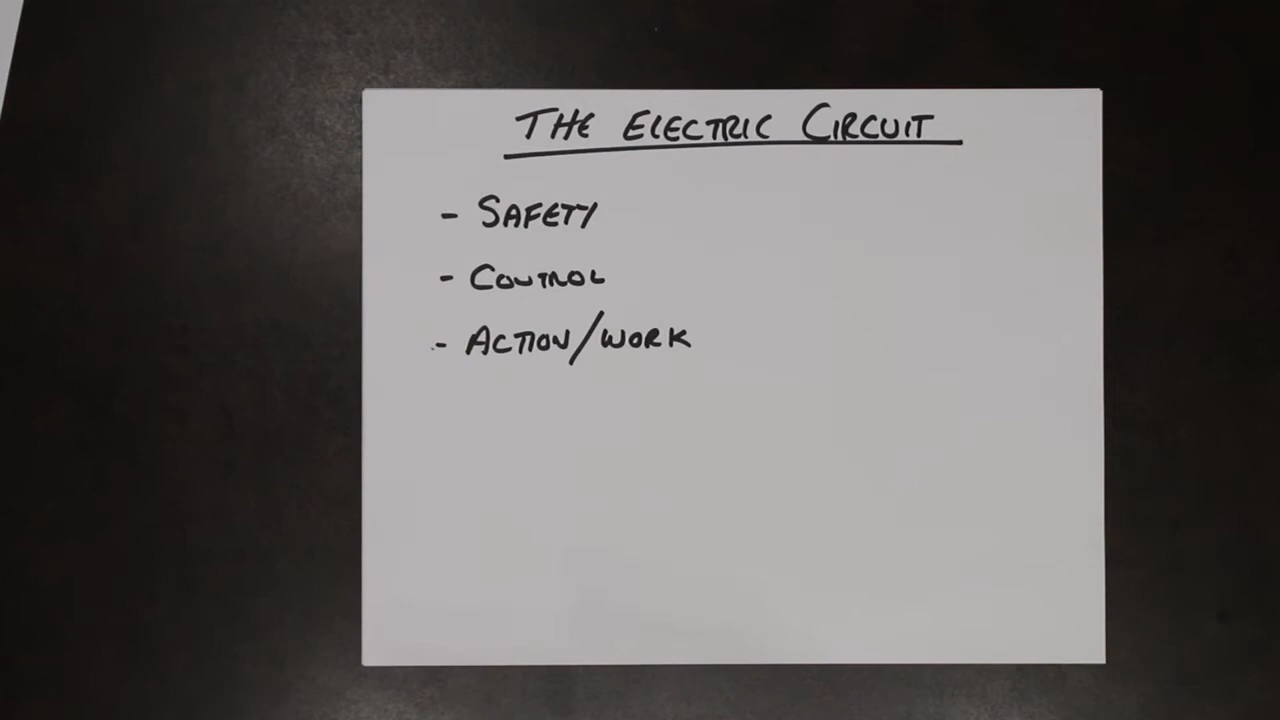 THE ELECTRIC CIRCUIT
- SAFETY
- CONTROL
- ACTION/WORK